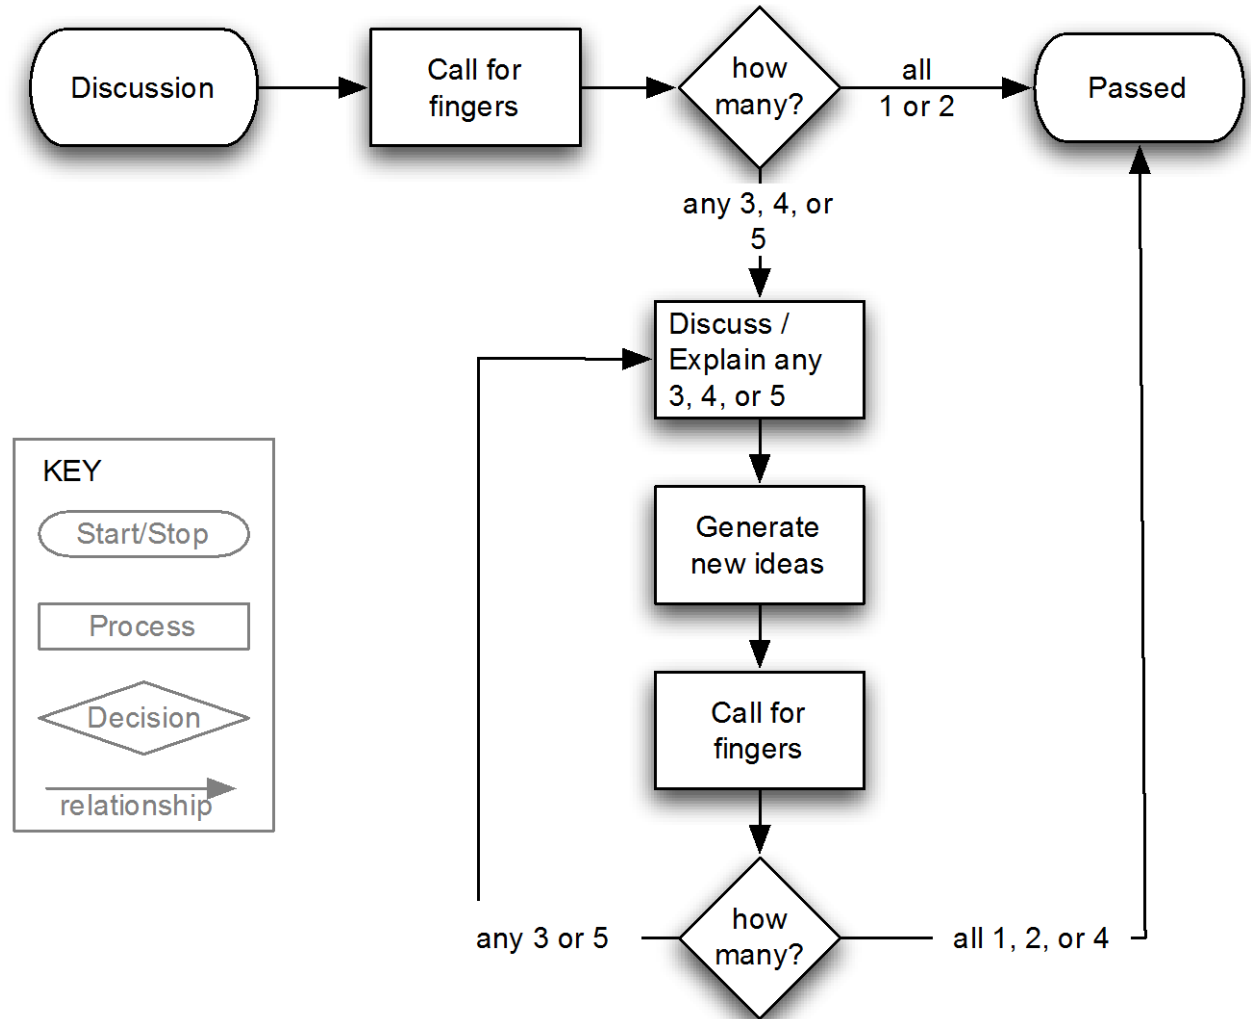 Discussion
Call for
fingers
how
many?
all
1 or 2
Passed
any 3, 4, or
5
Discuss /
Explain any
3, 4, or 5
Generate
new ideas
Call for
fingers
how
many?
any 3 or 5
all 1, 2, or 4
KEY
Start/Stop
Process
Decision
relationship